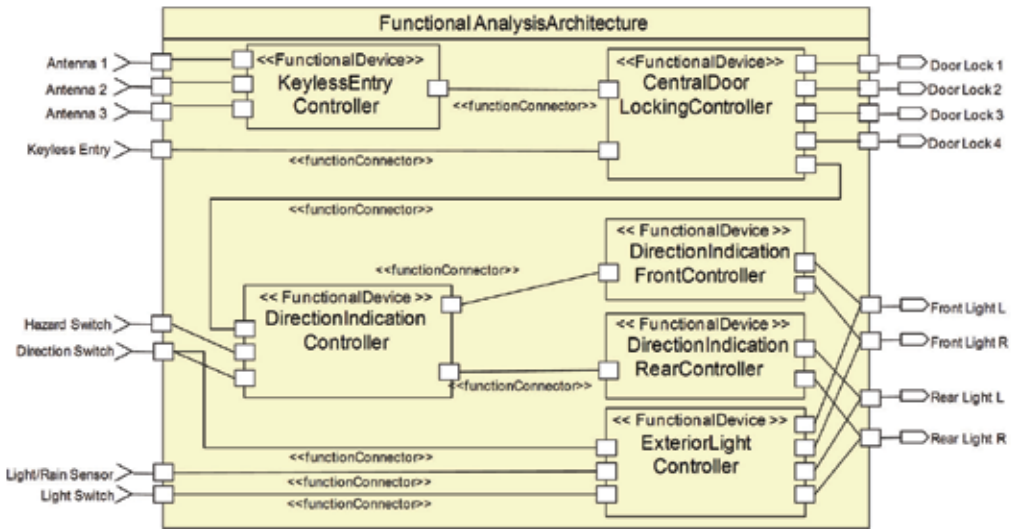 Functional AnalysisArchitecture
Antenna 1
Antenna 2
Antenna 3
Keyless Entry
<<FunctionalDevice>>
KeylessEntry
Controller
<<functionConnector>>
<<FunctionalDevice>>
CentralDoor
LockingController
Door Lock 1
Door Lock 2
Door Lock 3
Door Lock 4
<<functionConnector>>
<<functionConnector>>
<<functionConnector>>
<< FunctionalDevice >>
DirectionIndication
FrontController
Hazard Switch
Direction Switch
<< FunctionalDevice >>
DirectionIndication
Controller
<<functionConnector>>
<< FunctionalDevice >>
DirectionIndication
RearController
Front Light L
Front Light R
Rear Light L
Rear Light R
<< FunctionalDevice >>
ExteriorLight
Controller
Light/Rain Sensor
Light Switch
<<functionConnector>>
<<functionConnector>>
<<functionConnector>>